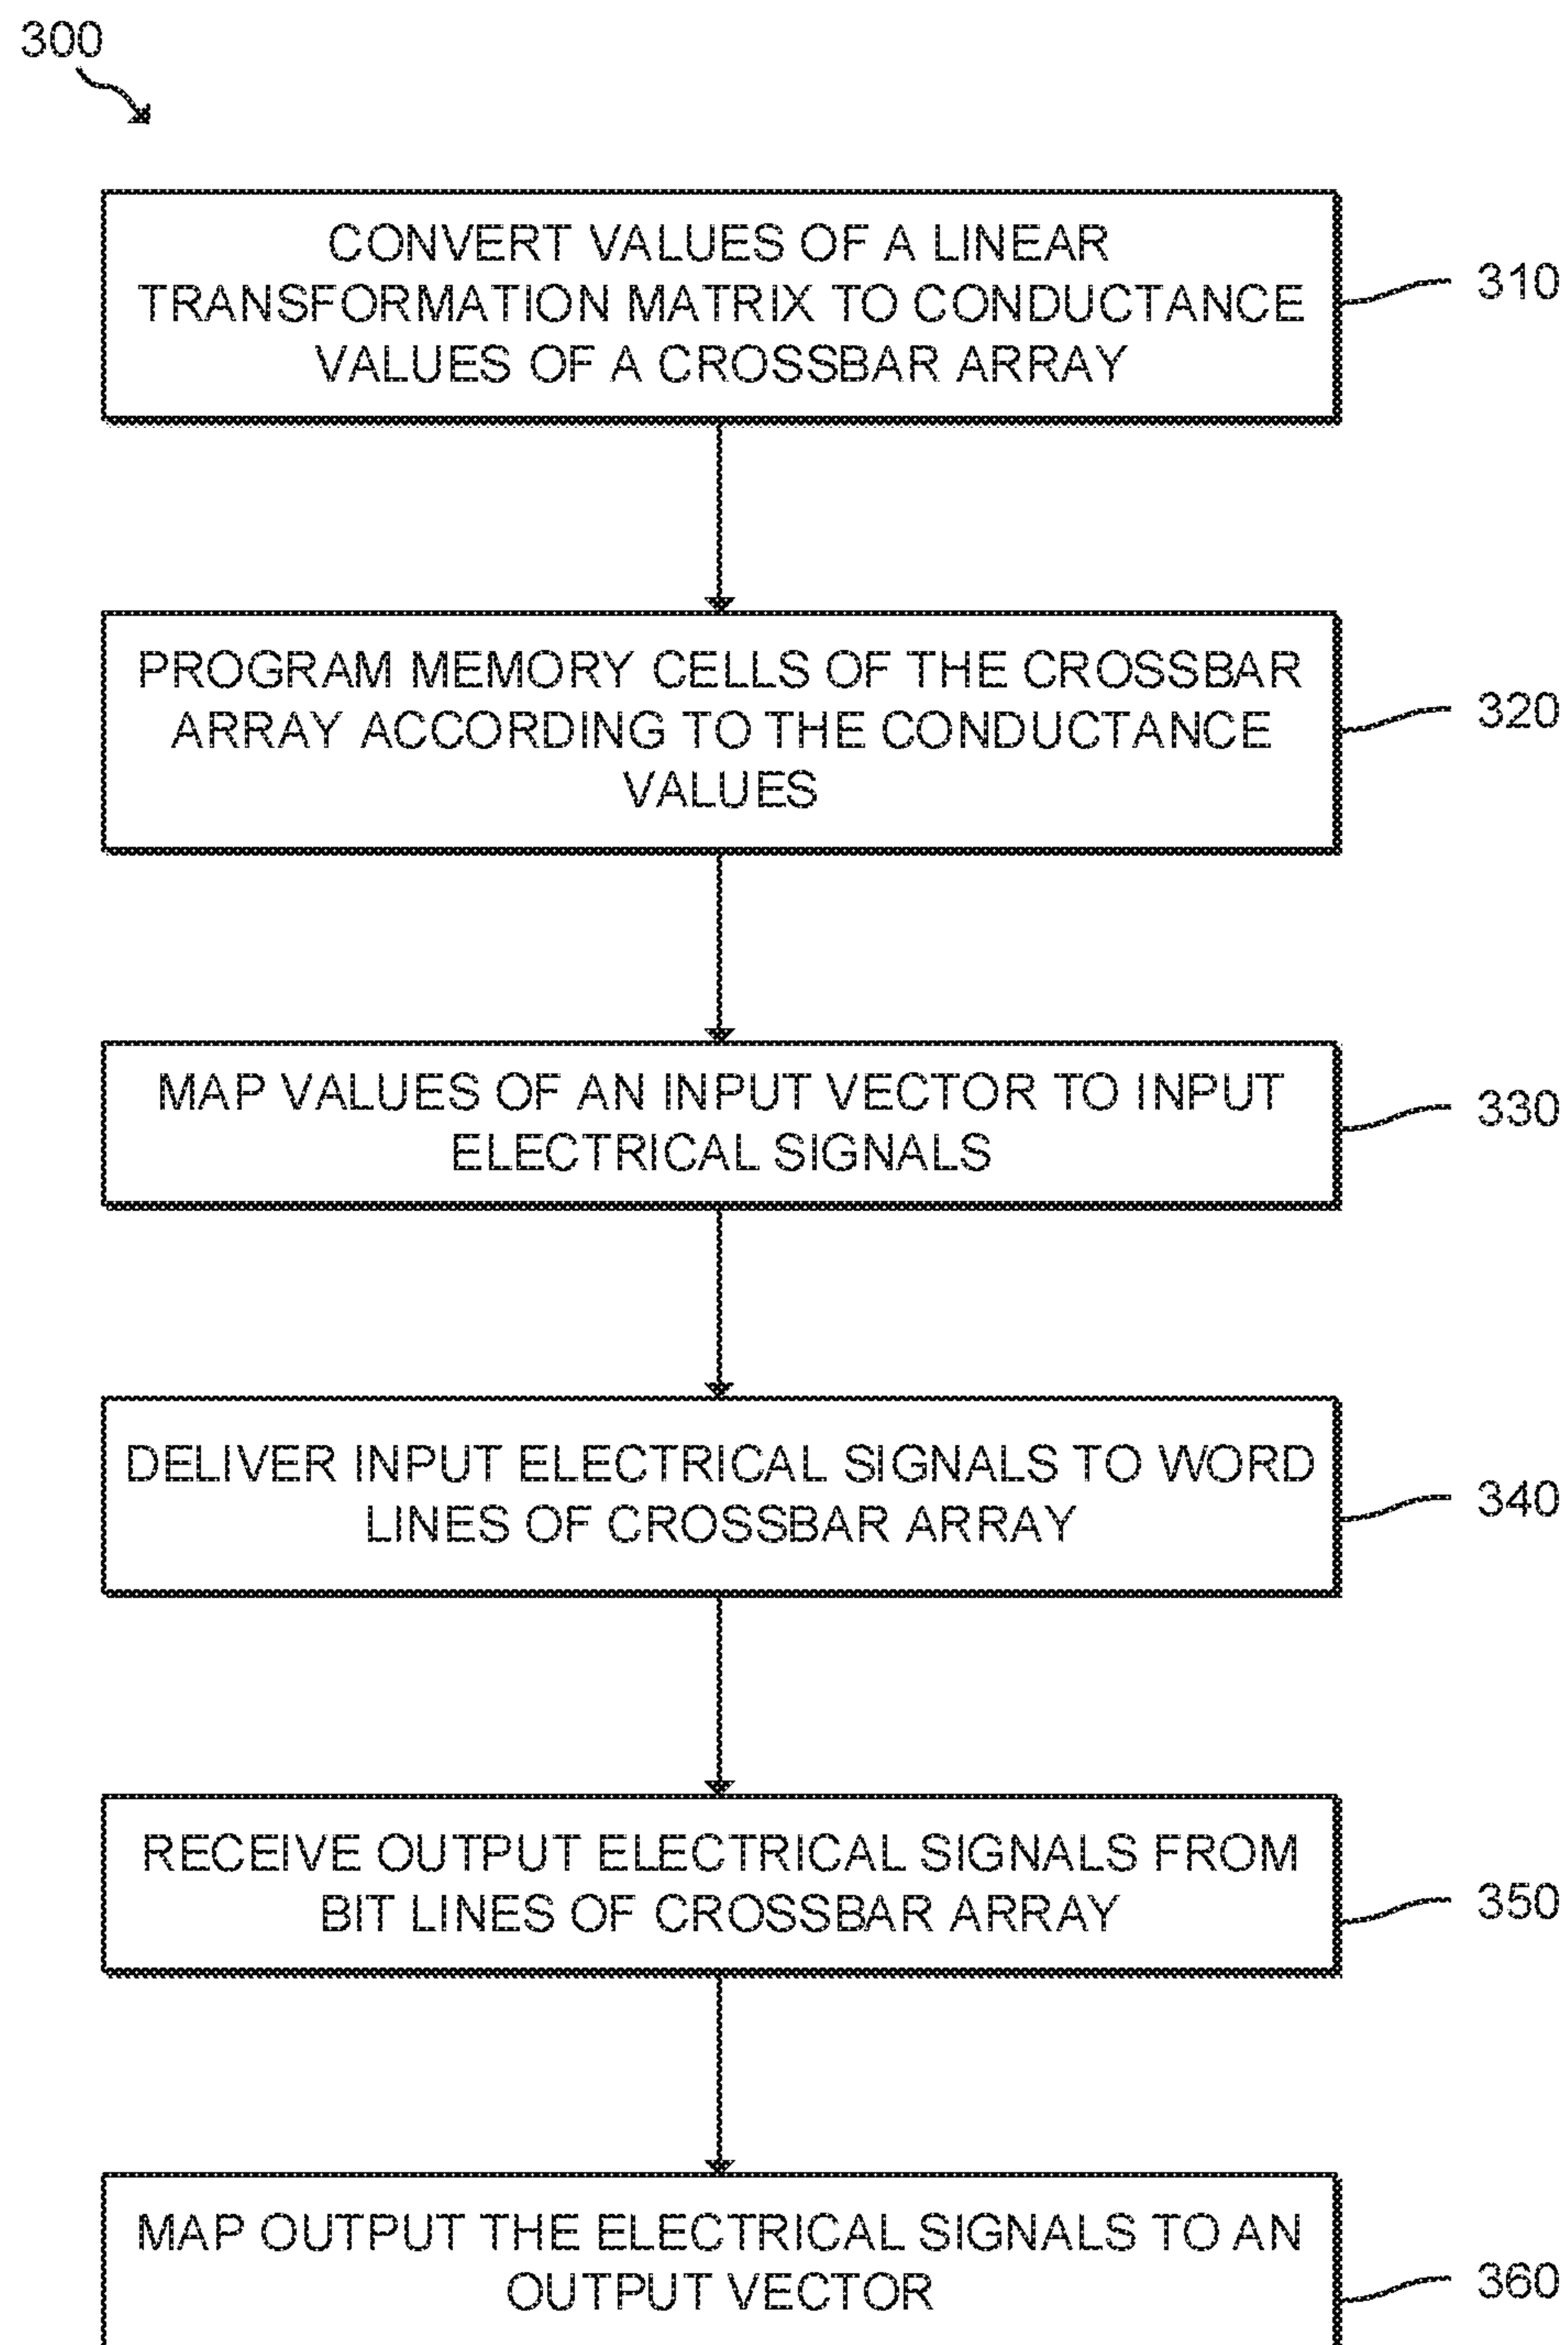 300
CONVERT VALUES OF A LINEAR
TRANSFORMATION MATRIX TO CONDUCTANCE
VALUES OF A CROSSBAR ARRAY
310
PROGRAM MEMORY CELLS OF THE CROSSBAR
ARRAY ACCORDING TO THE CONDUCTANCE
VALUES
320
MAP VALUES OF AN INPUT VECTOR TO INPUT
ELECTRICAL SIGNALS
330
DELIVER INPUT ELECTRICAL SIGNALS TO WORD
LINES OF CROSSBAR ARRAY
340
RECEIVE OUTPUT ELECTRICAL SIGNALS FROM
BIT LINES OF CROSSBAR ARRAY
350
MAP OUTPUT THE ELECTRICAL SIGNALS TO AN
OUTPUT VECTOR
360